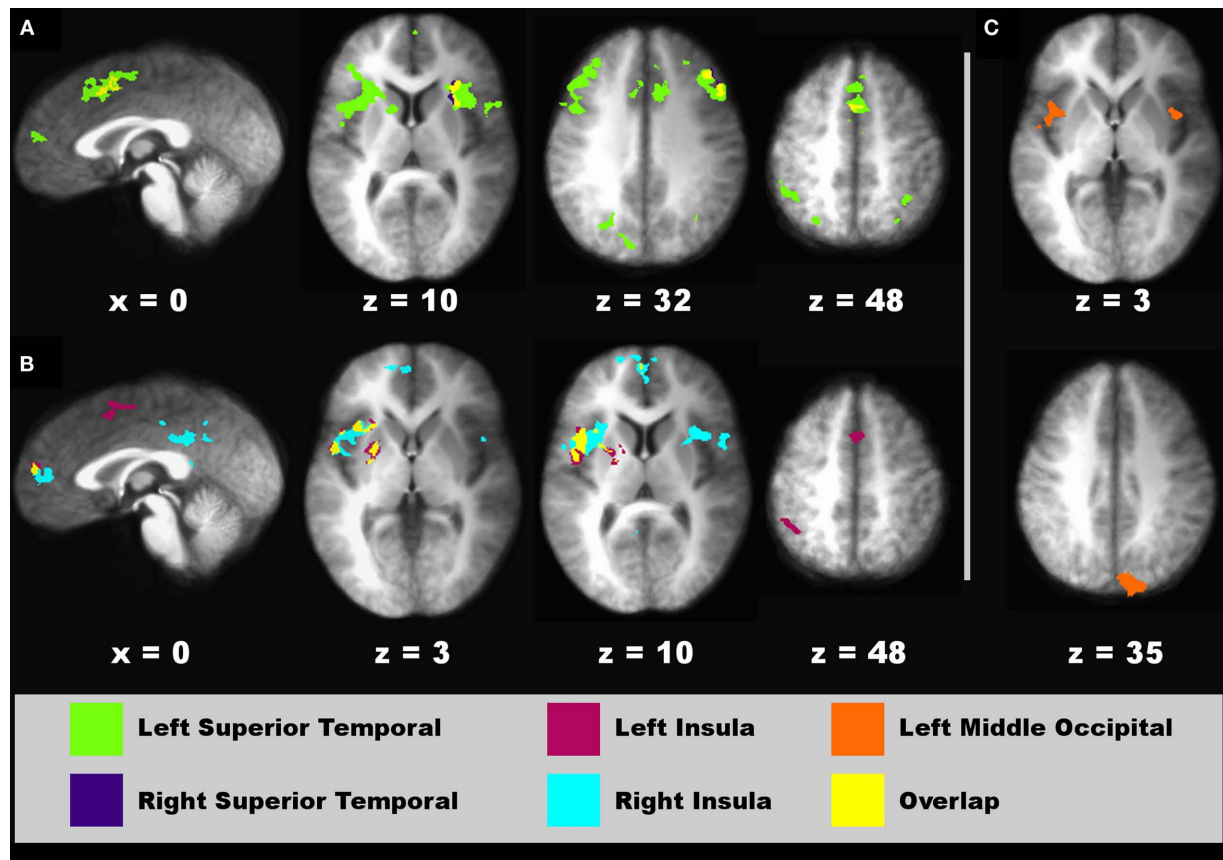 A
C
x = 0
z = 10
z = 32
z = 48
z = 3
B
x = 0
z = 3
z = 10
z = 48
z = 35
Left Superior Temporal
Left Insula
Left Middle Occipital
Right Superior Temporal
Right Insula
Overlap